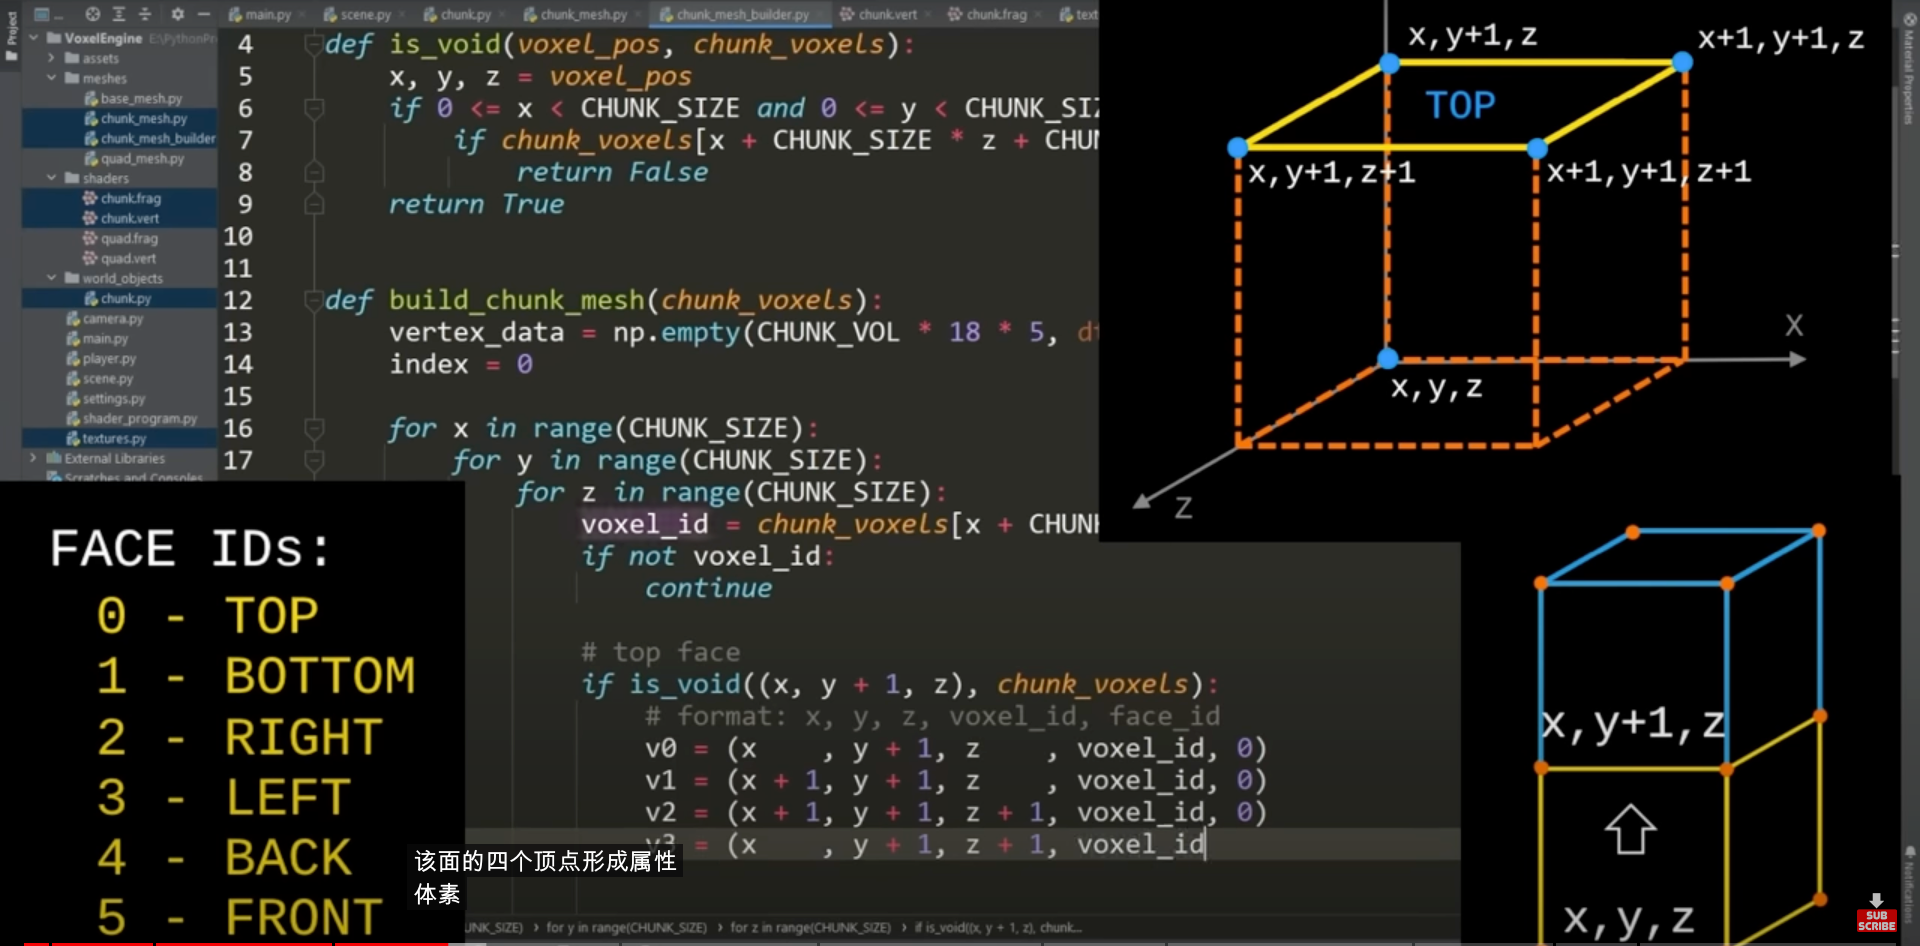 Project
main.py
scene.py
chunk.py
chunk_mesh.py
chunk_mesh_builder.py
chunk.vert
chunk.frag
VoxelEngine E:\PythonPr
assets
meshes
base_mesh.py
chunk_mesh.py
chunk_mesh_builder
quad_mesh.py
shaders
chunk.frag
chunk.vert
quad.frag
quad.vert
world_objects
chunk.py
camera.py
main.py
player.py
scene.py
settings.py
shader_program.py
textures.py
External Libraries
Scratches and Consoles
4 def is_void(voxel_pos, chunk_voxels):
5 x, y, z = voxel_pos
6 if 0 <= x < CHUNK_SIZE and 0 <= y < CHUNK_SIZ
7 if chunk_voxels[x + CHUNK_SIZE * z + CHUN
8 return False
9 return True
10
11
12 def build_chunk_mesh(chunk_voxels):
13 vertex_data = np.empty(CHUNK_VOL * 18 * 5, dt
14 index = 0
15
16 for x in range(CHUNK_SIZE):
17 for y in range(CHUNK_SIZE):
for z in range(CHUNK_SIZE):
voxel_id = chunk_voxels[x + CHUNK
if not voxel_id:
continue
# top face
if is_void((x, y + 1, z), chunk_voxels):
# format: x, y, z, voxel_id, face_id
v0 = (x , y + 1, z , voxel_id, 0)
v1 = (x + 1, y + 1, z , voxel_id, 0)
v2 = (x + 1, y + 1, z + 1, voxel_id, 0)
v3 = (x , y + 1, z + 1, voxel_id
FACE IDs:
0 - TOP
1 - BOTTOM
2 - RIGHT
3 - LEFT
4 - BACK
5 - FRONT
该面的四个顶点形成属性
体素
UNK_SIZE) › for y in range(CHUNK_SIZE) › for z in range(CHUNK_SIZE) › if is_void((x, y + 1, z), chunk...
x,y+1,z
x+1,y+1,z
TOP
x,y+1,z+1
x+1,y+1,z+1
X
x,y,z
Z
x,y+1,z
x,y,z
Material Properties
Notifications
SUB
SCRIBE